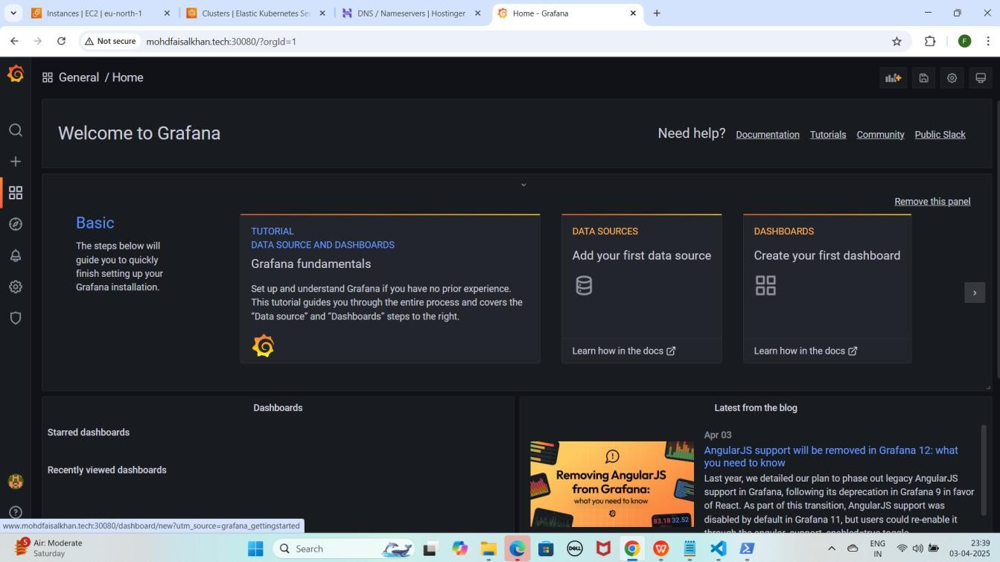 Instances | EC2 | eu-north-1
Clusters | Elastic Kubernetes Se
DNS / Nameservers | Hostinger
Home - Grafana
Not secure
mohdfaisalkhan.tech:30080/?orgId=1
F
General / Home
Welcome to Grafana
Need help?
Documentation
Tutorials
Community
Public Slack
Remove this panel
Basic
The steps below will
guide you to quickly
finish setting up your
Grafana installation.
TUTORIAL
DATA SOURCE AND DASHBOARDS
Grafana fundamentals
Set up and understand Grafana if you have no prior experience.
This tutorial guides you through the entire process and covers the
“Data source” and “Dashboards” steps to the right.
DATA SOURCES
Add your first data source
Learn how in the docs
DASHBOARDS
Create your first dashboard
Learn how in the docs
Dashboards
Starred dashboards
Recently viewed dashboards
Latest from the blog
Removing AngularJS
from Grafana:
what you need to know
83.18 32.52
Apr 03
AngularJS support will be removed in Grafana 12: what
you need to know
Last year, we detailed our plan to phase out legacy AngularJS
support in Grafana, following its deprecation in Grafana 9 in favor
of React. As part of this transition, AngularJS support was
disabled by default in Grafana 11, but users could re-enable it
through the angular_support_enabled=true toggle.
www.mohdfaisalkhan.tech:30080/dashboard/new?utm_source=grafana_gettingstarted
5
Air: Moderate
Saturday
Search
DELL
W
ENG
IN
23:39
03-04-2025